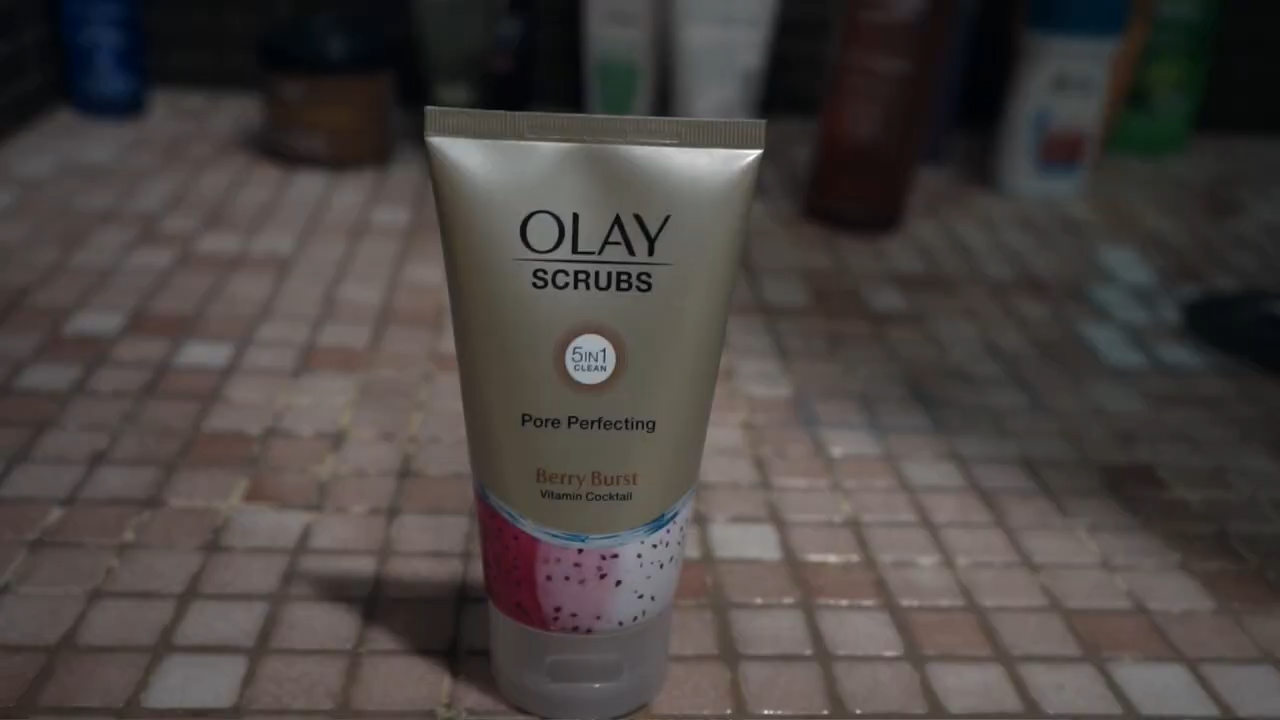 OLAY
SCRUBS
5IN1
CLEAN
Pore Perfecting
Berry Burst
Vitamin Cocktail